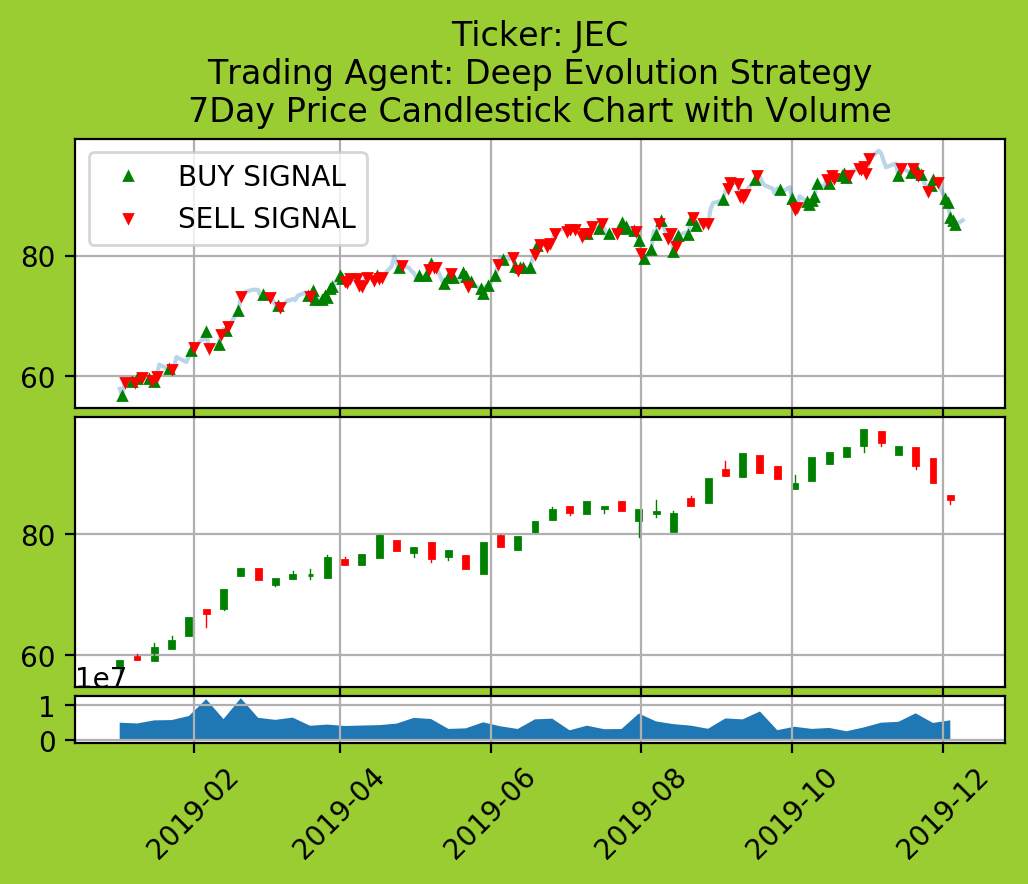 Ticker: JEC
Trading Agent: Deep Evolution Strategy
7Day Price Candlestick Chart with Volume
BUY SIGNAL
SELL SIGNAL
80
60
80
60
1e7
1
0
2019-02
2019-04
2019-06
2019-08
2019-10
2019-12